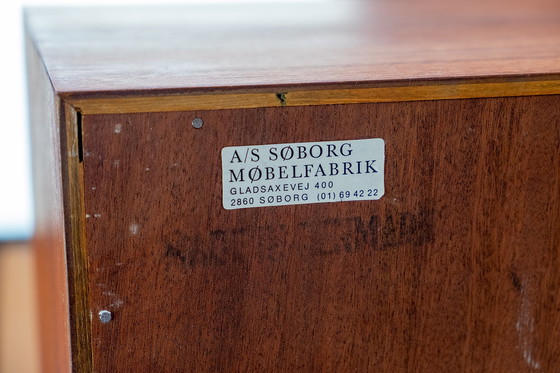 A/S SØBORG
MØBELFABRIK
GLADSAXEVEJ 400
2860 SØBORG (01) 69 42 22